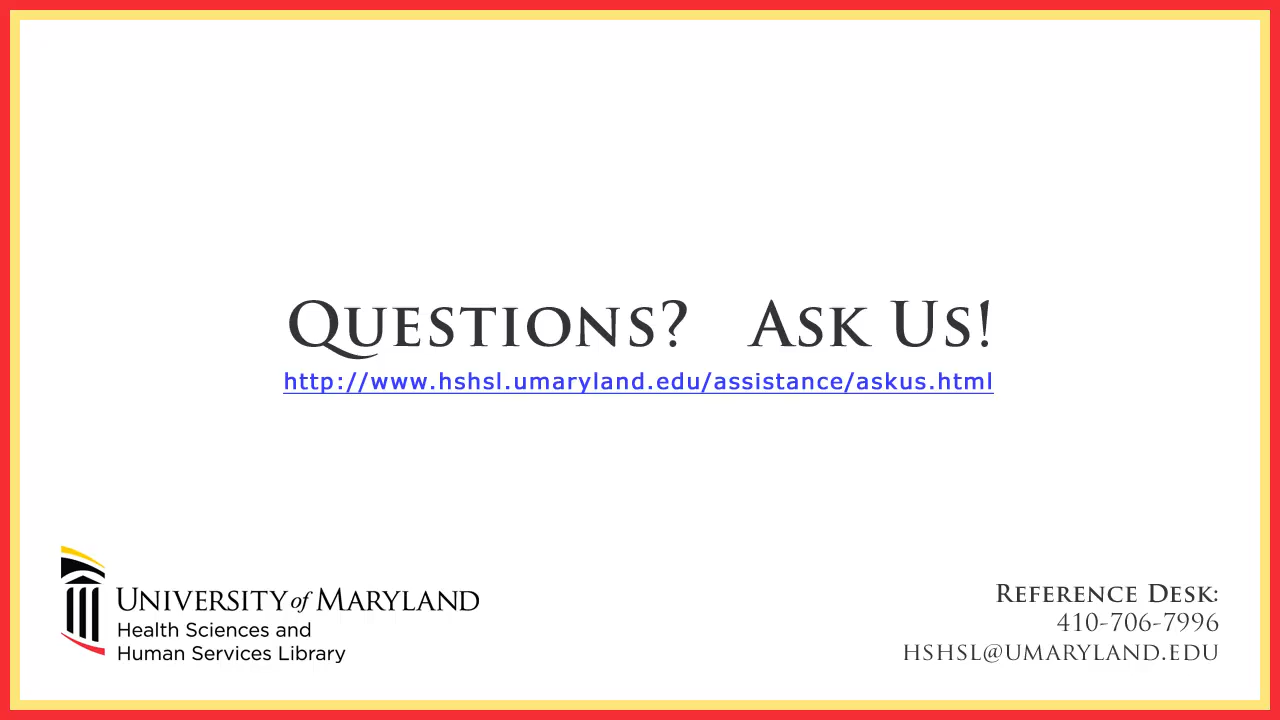 Questions? Ask Us!
http://www.hshsl.umaryland.edu/assistance/askus.html
University of Maryland
Health Sciences and
Human Services Library
Reference Desk:
410-706-7996
hshsl@umaryland.edu